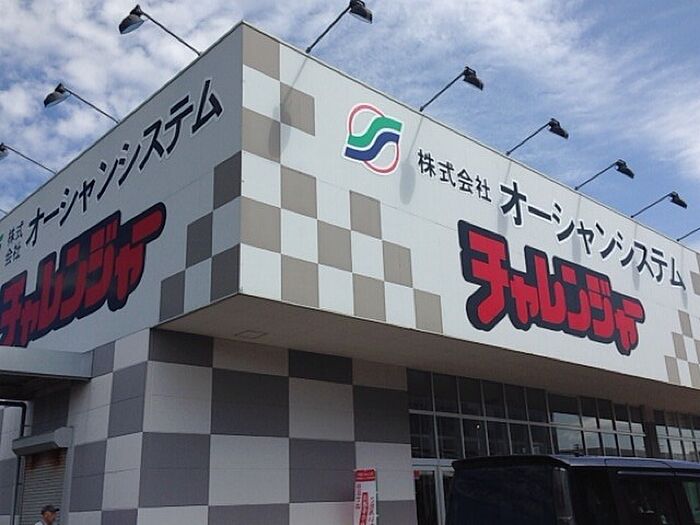 株式
会社
オーシャンシステム
チャレンジャー
株式会社
オーシャンシステム
チャレンジャー